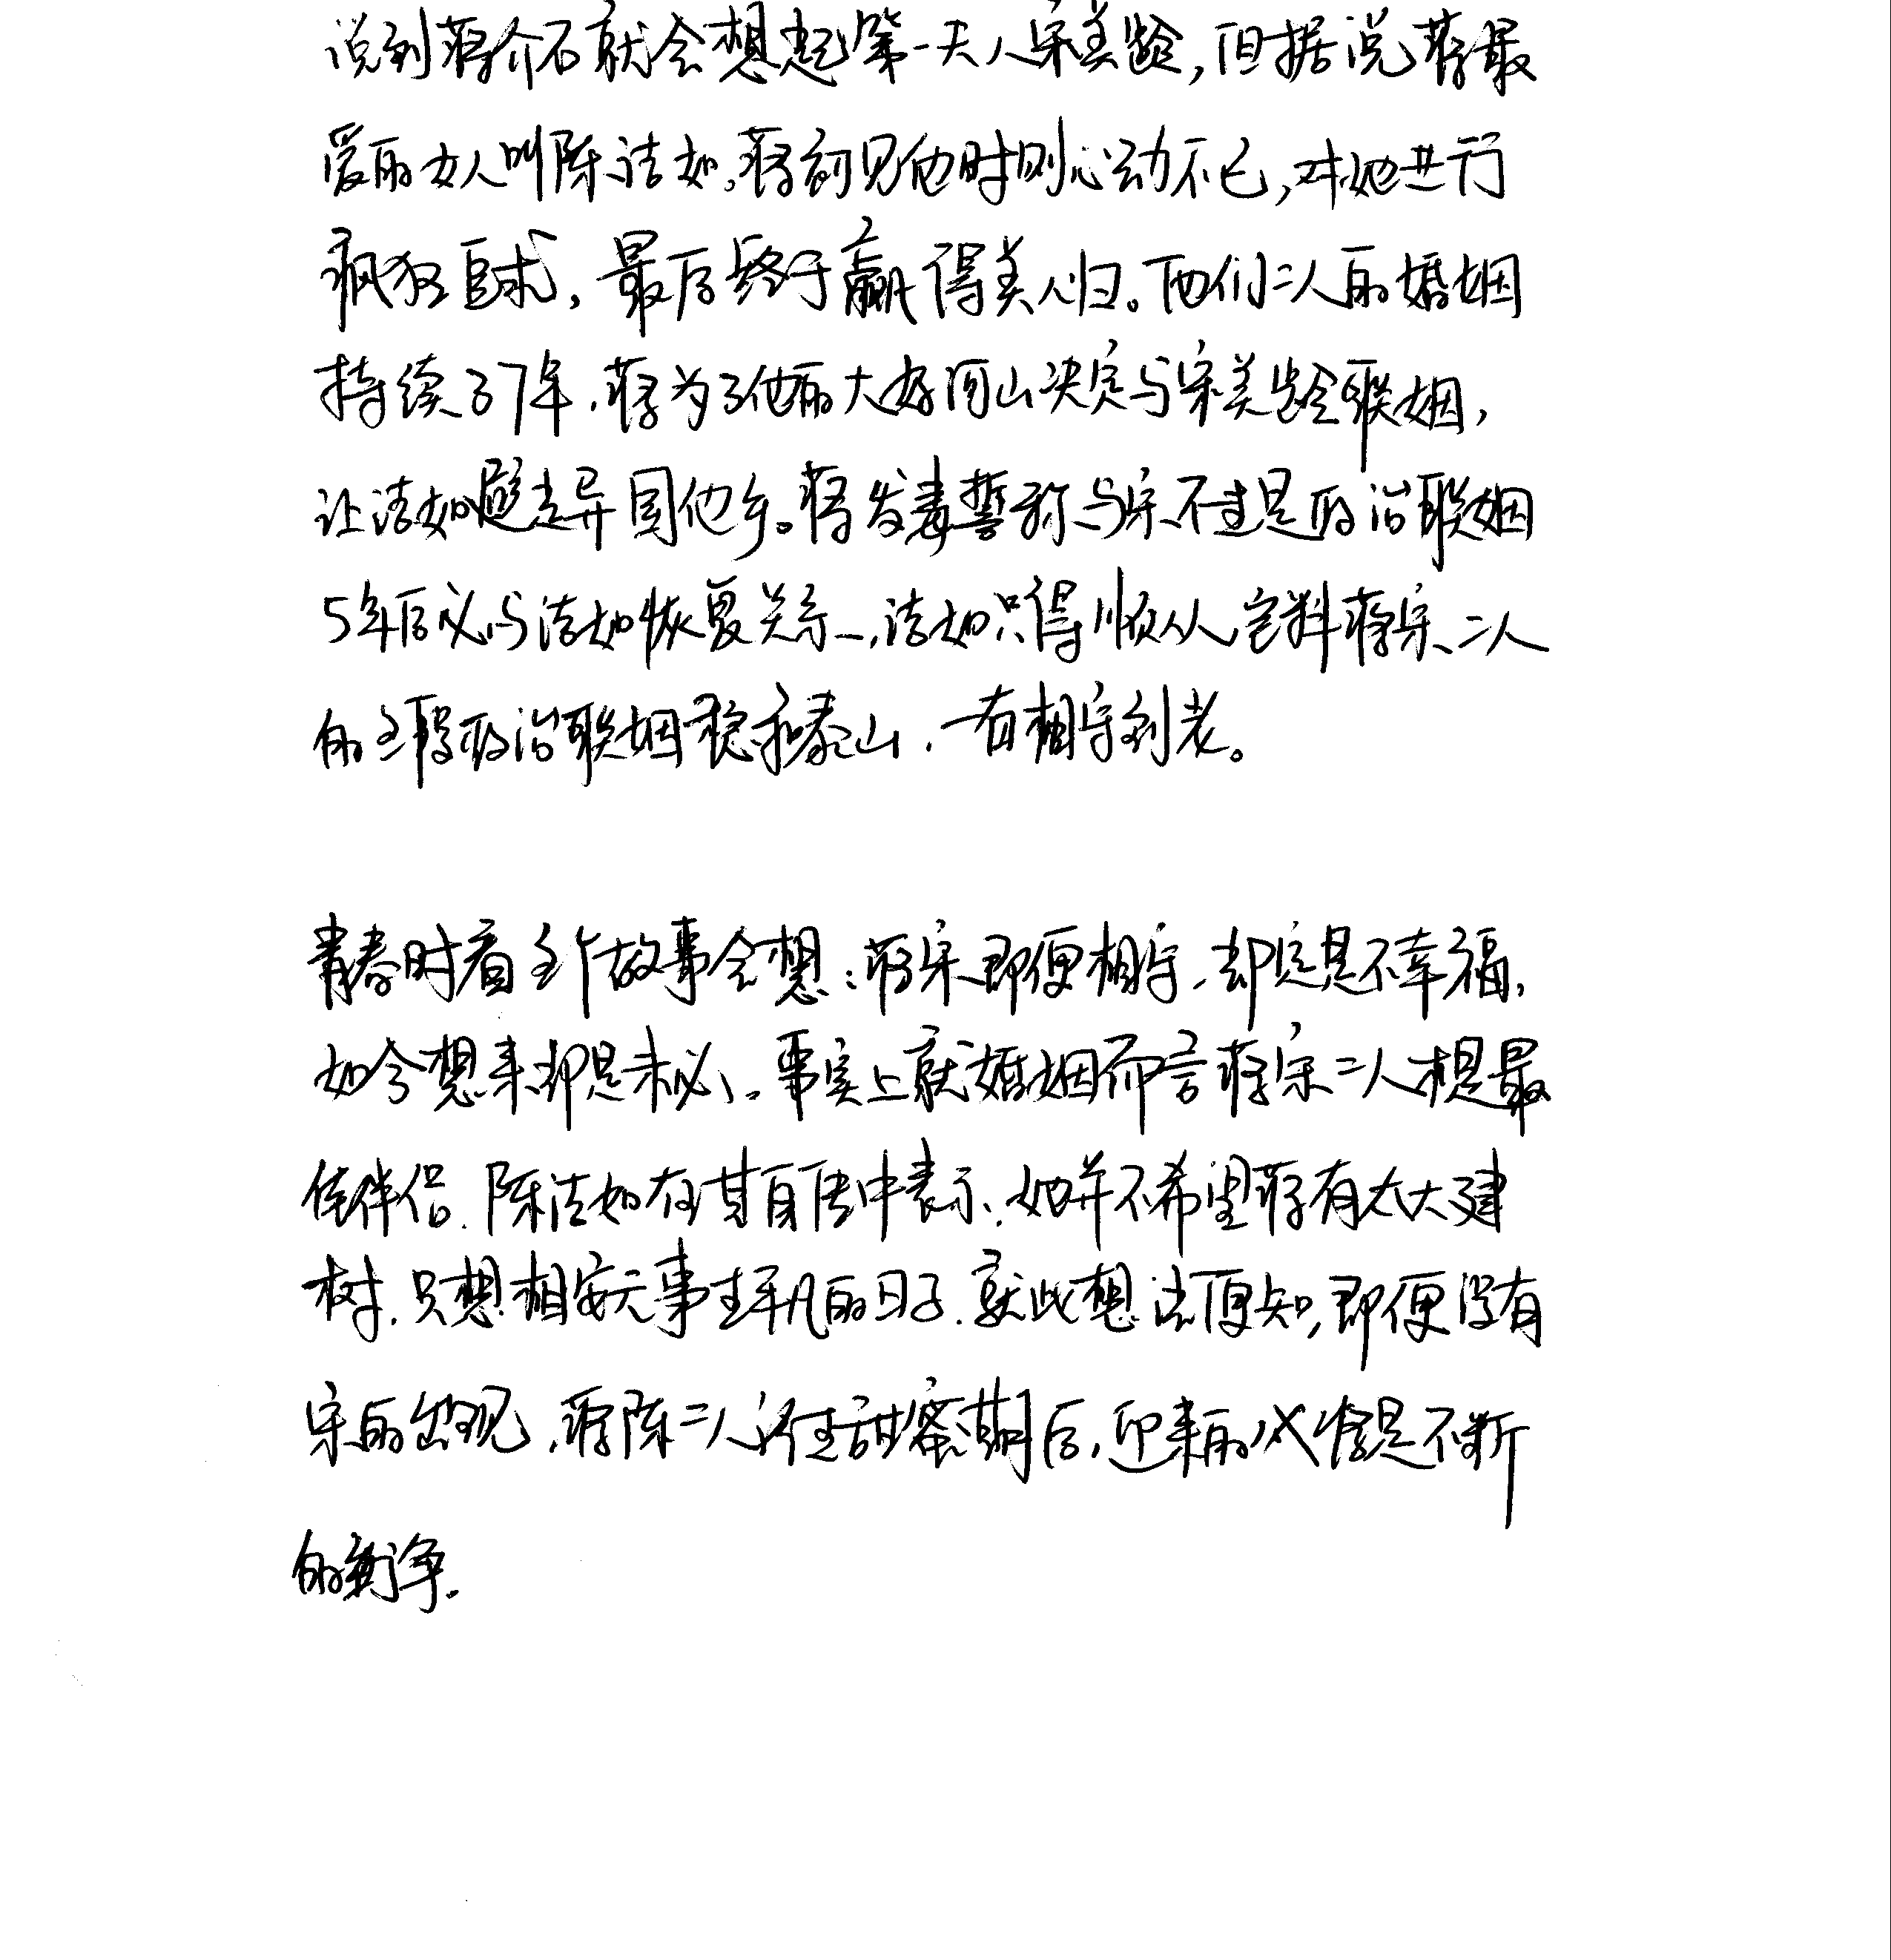 说到蒋介石就会想起第一夫人宋美龄,但据说蒋最
爱的女人叫陈洁如,蒋初见她时则心动不已,对她进行
疯狂追求,最后终于赢得美人归。而他们二人的婚姻
持续了7年,蒋为了他的大好河山决定与宋美龄联姻,
让洁如避走异国他乡。蒋发毒誓称与宋不过是政治联姻
5年后必与洁如恢复关系,洁如只得顺从,岂料蒋宋二人
的这段政治联姻稳和泰山,一直相守到老。
青春时看这个故事会想:蒋宋即便相守,却定是不幸福,
如今想来却是未必。事实上就婚姻而言蒋宋二人想是最
佳伴侣.陈洁如在其自传中表示,她并不希望蒋有太大建
树,只想相安无事过平凡的日子.就此想法便知,即便没有
宋的出现,蒋陈二人过往甜蜜期后,迎来的必定是不断
的纷争.